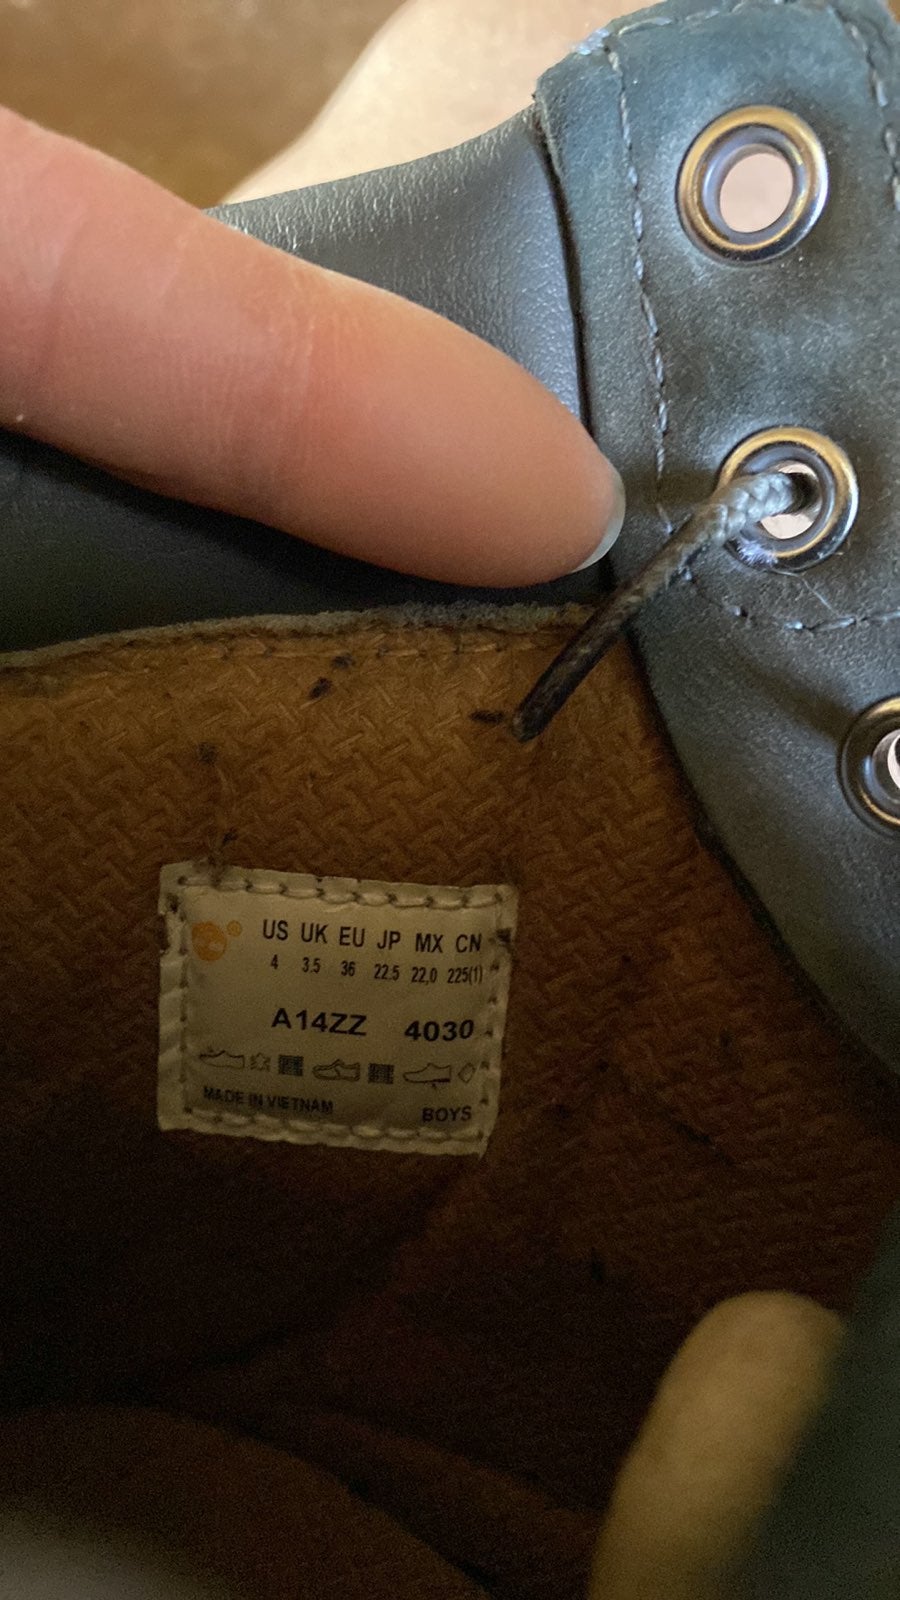 US UK EU JP MX CN
4 3.5 36 22.5 22.0 225(1)
A14ZZ 4030
MADE IN VIETNAM BOYS